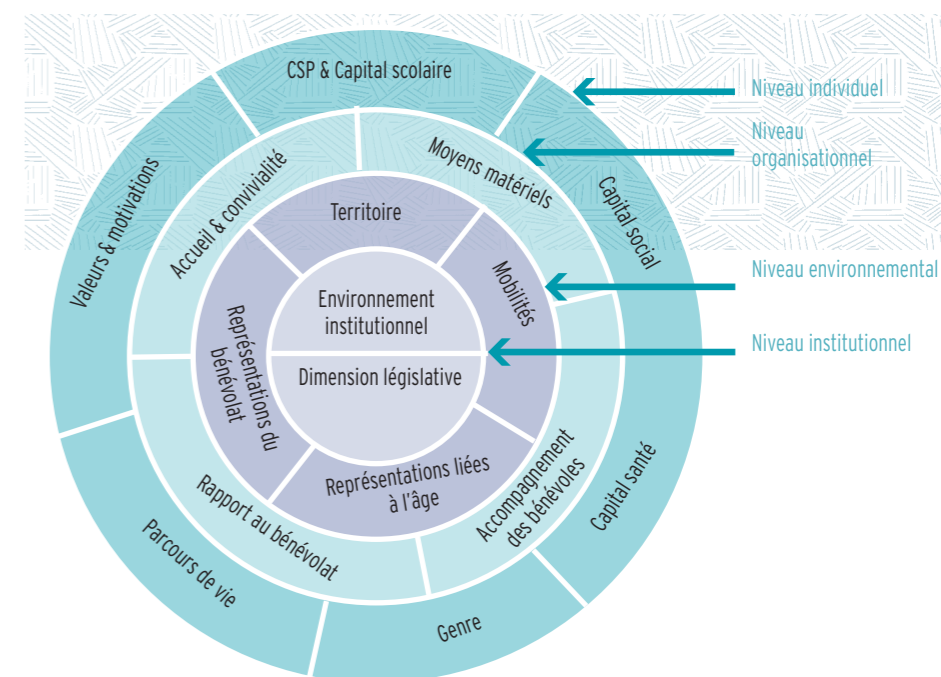 CSP & Capital scolaire
Niveau individuel
Niveau
organisationnel
Moyens matériels
Accueil & convivialité
Valeurs & motivations
Capital social
Territoire
Mobilités
Niveau environnemental
Environnement
institutionnel
Niveau institutionnel
Dimension législative
Représentations du
bénévolat
Représentations liées
à l'âge
Accompagnement
des bénévoles
Capital santé
Rapport au bénévolat
Parcours de vie
Genre